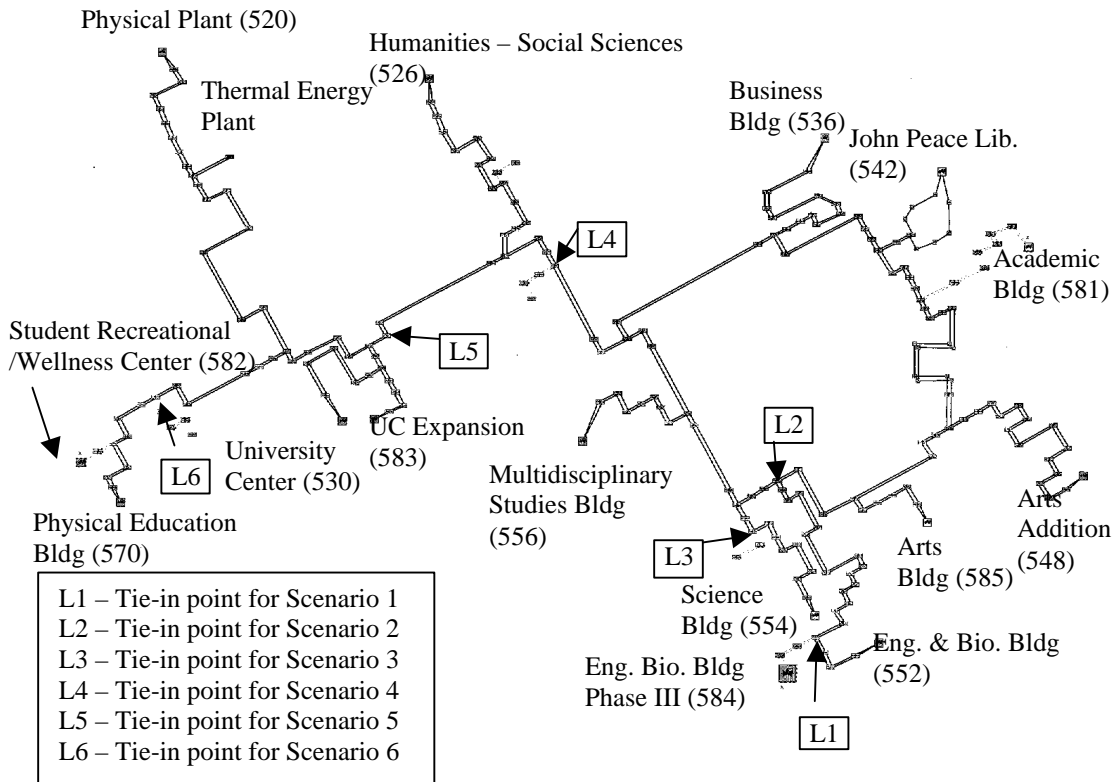 Physical Plant (520)
Humanities – Social Sciences
(526)
Thermal Energy
Plant
Business
Bldg (536)
John Peace Lib.
(542)
L4
Academic
Bldg (581)
Student Recreational
/Wellness Center (582)
L5
L6
University
Center (530)
UC Expansion
(583)
L2
Multidisciplinary
Studies Bldg
(556)
Physical Education
Bldg (570)
L3
Arts
Addition
(548)
Arts
Bldg (585)
Science
Bldg (554)
Eng. Bio. Bldg
Phase III (584)
Eng. & Bio. Bldg
(552)
L1
L1 – Tie-in point for Scenario 1
L2 – Tie-in point for Scenario 2
L3 – Tie-in point for Scenario 3
L4 – Tie-in point for Scenario 4
L5 – Tie-in point for Scenario 5
L6 – Tie-in point for Scenario 6